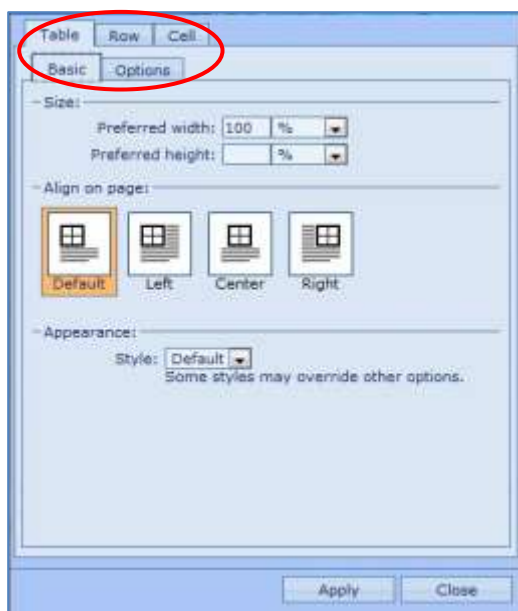 Table Row Cell
Basic Options
Size:
Preferred width: 100 %
Preferred height: %
Align on page:
Default Left Center Right
Appearance:
Style: Default
Some styles may override other options.
Apply Close